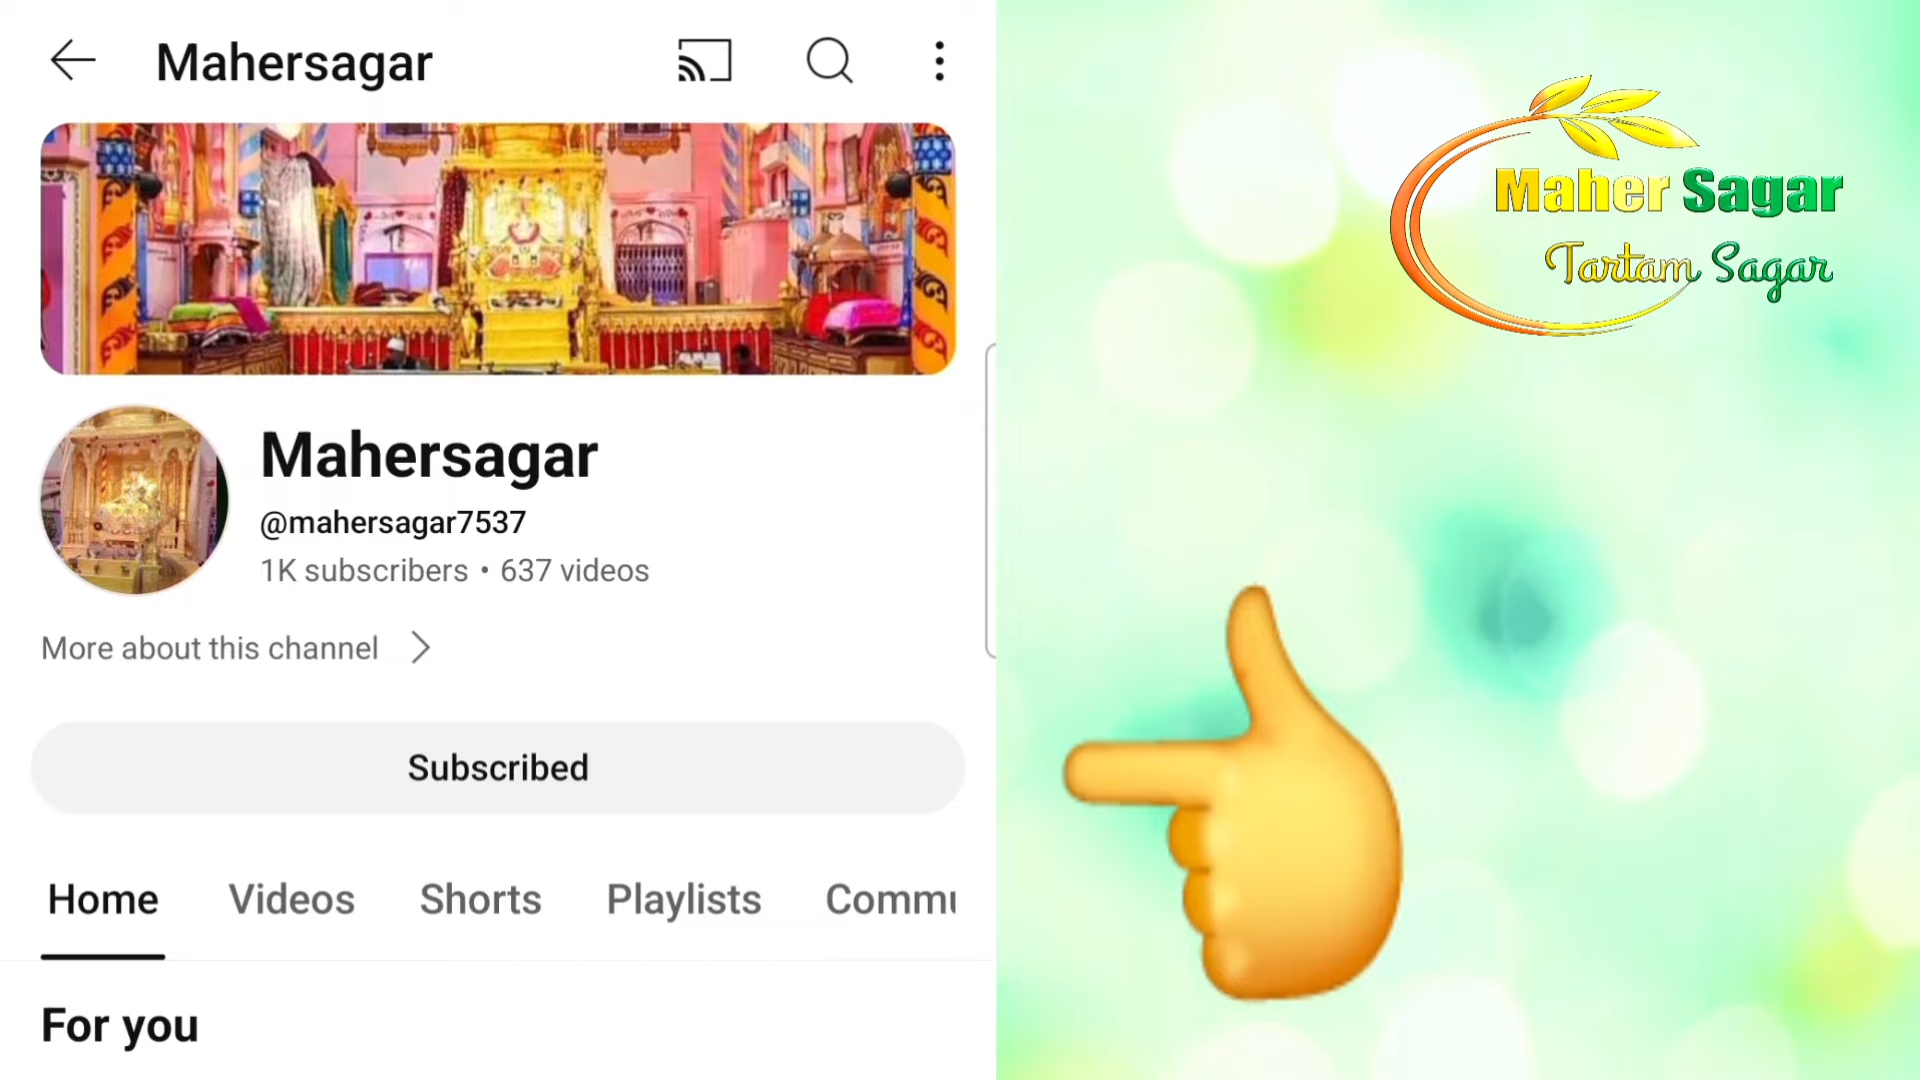 Mahersagar
Mahersagar
@mahersagar7537
1K subscribers • 637 videos
More about this channel
Subscribed
Home Videos Shorts Playlists Commu
For you
Maher Sagar
Tartam Sagar